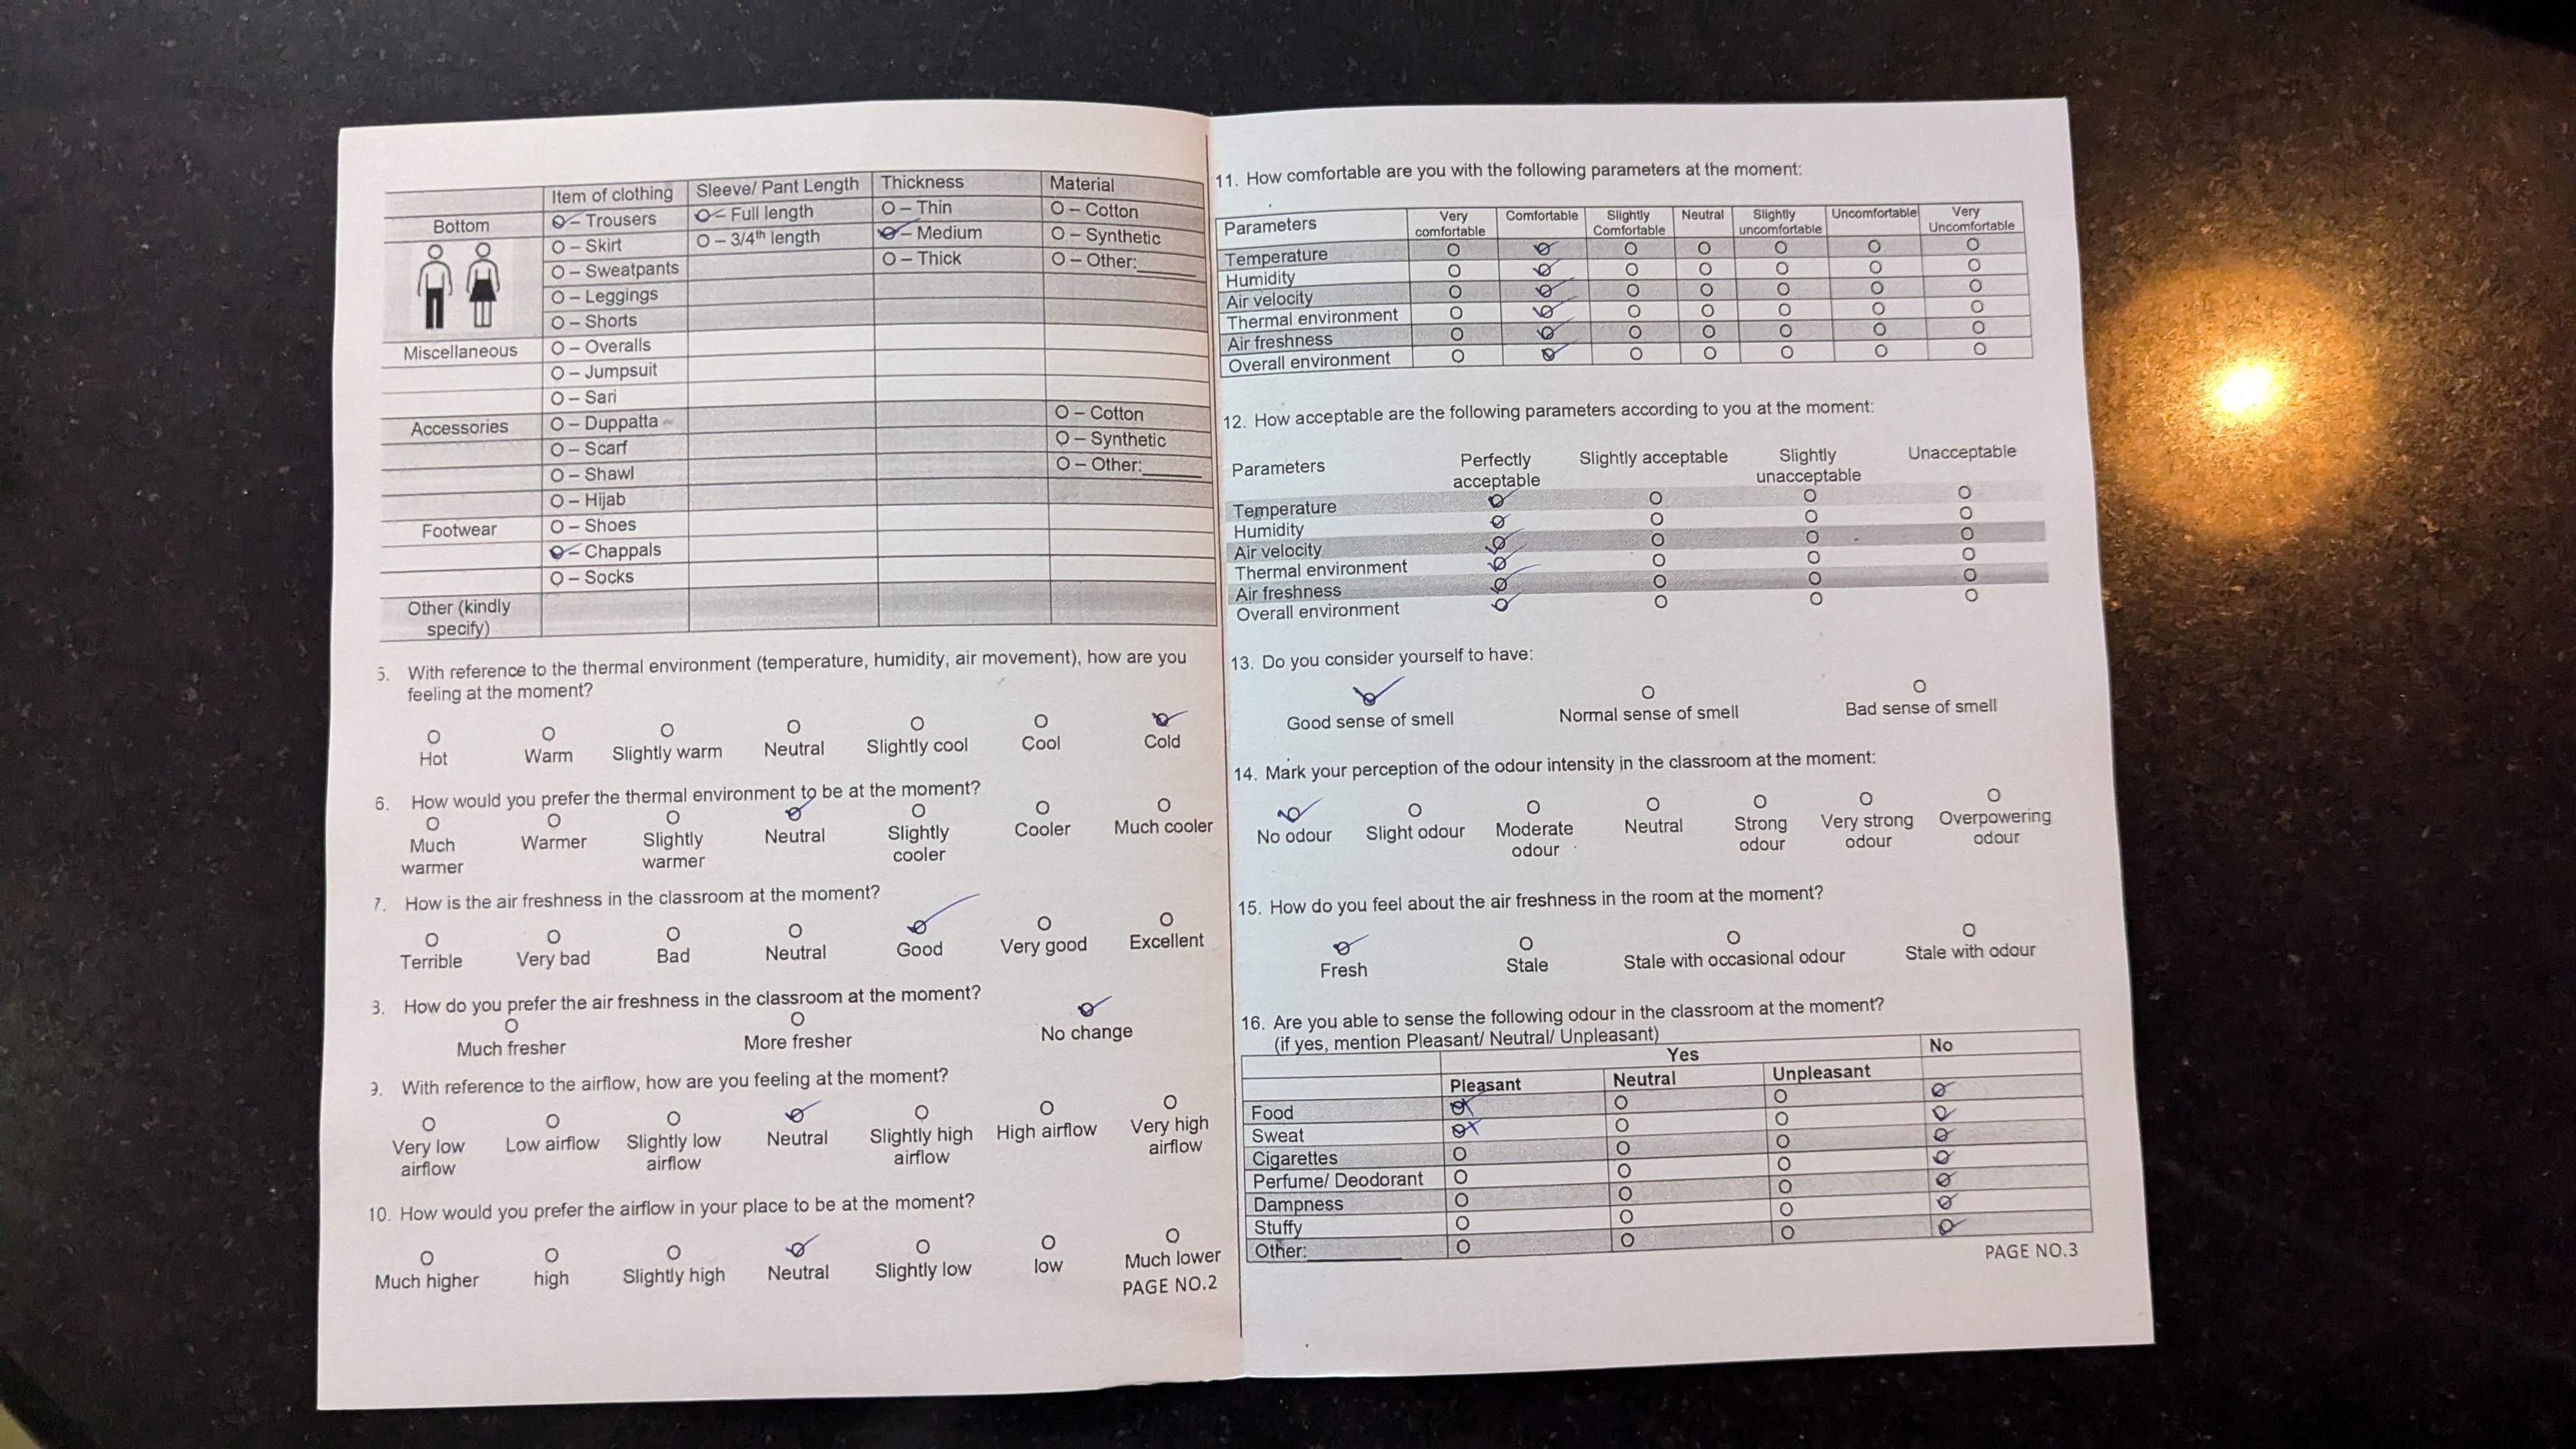 Item of clothing Sleeve/ Pant Length Thickness Material
Bottom O – Trousers O – Full length O – Thin O – Cotton
O – Skirt O – 3/4th length O – Medium O – Synthetic
O – Sweatpants O – Thick O – Other:______
O – Leggings
O – Shorts
Miscellaneous O – Overalls
O – Jumpsuit
O – Sari
Accessories O – Duppatta O – Cotton
O – Scarf O – Synthetic
O – Shawl O – Other:______
O – Hijab
Footwear O – Shoes
O – Chappals
O – Socks
Other (kindly
specify)
5. With reference to the thermal environment (temperature, humidity, air movement), how are you
feeling at the moment?
O O O O O O O
Hot Warm Slightly warm Neutral Slightly cool Cool Cold
6. How would you prefer the thermal environment to be at the moment?
O O O O O O O
Much Warmer Slightly Neutral Slightly Cooler Much cooler
warmer warmer cooler
7. How is the air freshness in the classroom at the moment?
O O O O O O O
Terrible Very bad Bad Neutral Good Very good Excellent
3. How do you prefer the air freshness in the classroom at the moment?
O O O
Much fresher More fresher No change
9. With reference to the airflow, how are you feeling at the moment?
O O O O O O O
Very low Low airflow Slightly low Neutral Slightly high High airflow Very high
airflow airflow airflow airflow
10. How would you prefer the airflow in your place to be at the moment?
O O O O O O O
Much higher high Slightly high Neutral Slightly low low Much lower
PAGE NO.2
11. How comfortable are you with the following parameters at the moment:
Parameters Very Comfortable Slightly Neutral Slightly Uncomfortable Very
comfortable Comfortable uncomfortable Uncomfortable
Temperature O O O O O O O
Humidity O O O O O O O
Air velocity O O O O O O O
Thermal environment O O O O O O O
Air freshness O O O O O O O
Overall environment O O O O O O O
12. How acceptable are the following parameters according to you at the moment:
Parameters Perfectly Slightly acceptable Slightly Unacceptable
acceptable unacceptable
Temperature O O O O
Humidity O O O O
Air velocity O O O O
Thermal environment O O O O
Air freshness O O O O
Overall environment O O O O
13. Do you consider yourself to have:
O O O
Good sense of smell Normal sense of smell Bad sense of smell
14. Mark your perception of the odour intensity in the classroom at the moment:
O O O O O O O
No odour Slight odour Moderate Neutral Strong Very strong Overpowering
odour odour odour odour
15. How do you feel about the air freshness in the room at the moment?
O O O O
Fresh Stale Stale with occasional odour Stale with odour
16. Are you able to sense the following odour in the classroom at the moment?
(if yes, mention Pleasant/ Neutral/ Unpleasant)
Yes No
Pleasant Neutral Unpleasant
Food O O O O
Sweat O O O O
Cigarettes O O O O
Perfume/ Deodorant O O O O
Dampness O O O O
Stuffy O O O O
Other:__________ O O O O
PAGE NO.3